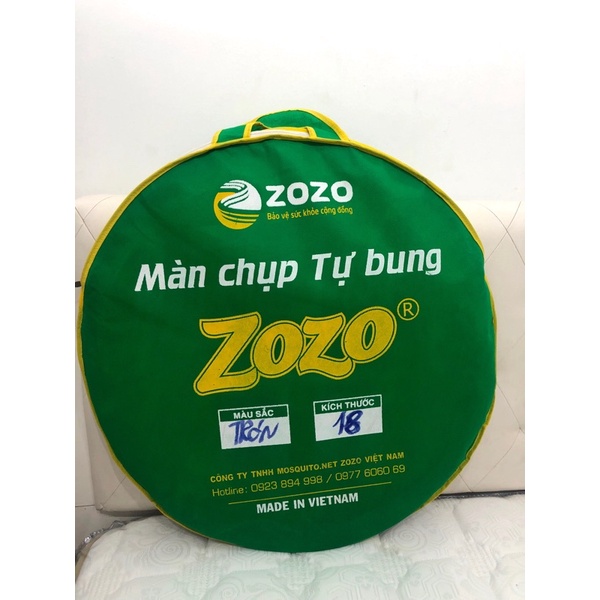 ZOZO
Bảo vệ sức khỏe cộng đồng
Màn chụp Tự bung
ZOZO®
MÀU SẮC
TRƠN
KÍCH THƯỚC
18
CÔNG TY TNHH MOSQUITO.NET ZOZO VIỆT NAM
Hotline: 0923 894 998 / 0977 6060 69
MADE IN VIETNAM